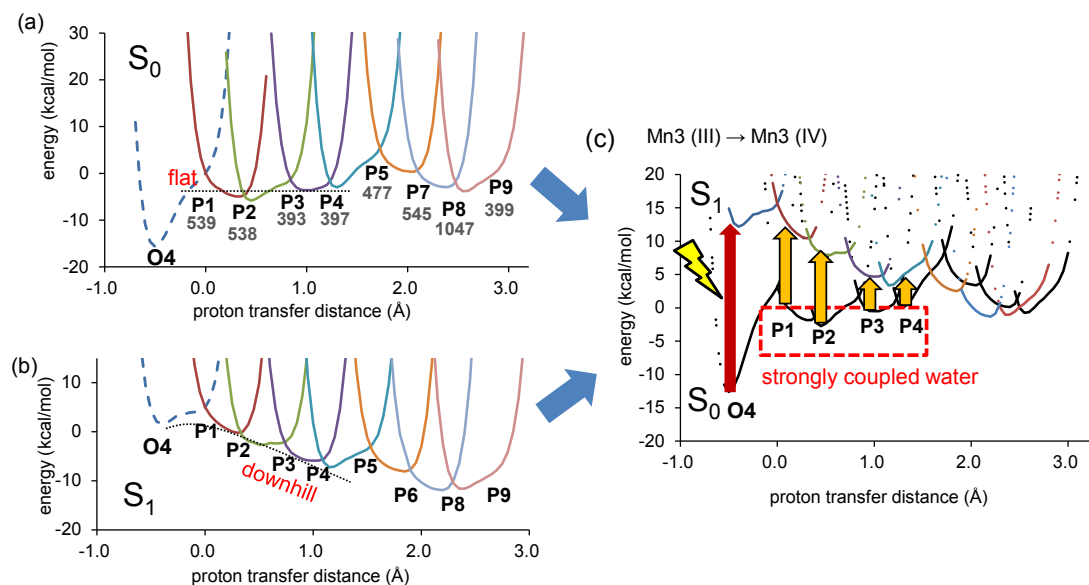 (a)
energy (kcal/mol)
30
20
10
0
-10
-20
S0
flat
O4
P1
539
P2
538
P3
393
P4
397
P5
477
P7
545
P8
1047
P9
399
-1.0 0.0 1.0 2.0 3.0
proton transfer distance (Å)
(b)
energy (kcal/mol)
10
0
-10
-20
S1
O4
P1
P2
P3
P4
P5
P6
P8
P9
downhill
-1.0 0.0 1.0 2.0 3.0
proton transfer distance (Å)
(c)
Mn3 (III) → Mn3 (IV)
energy (kcal/mol)
20
15
10
5
0
-5
-10
-15
20
S1
P1
P2
P3
P4
strongly coupled water
S0
O4
-1.0 0.0 1.0 2.0 3.0
proton transfer distance (Å)